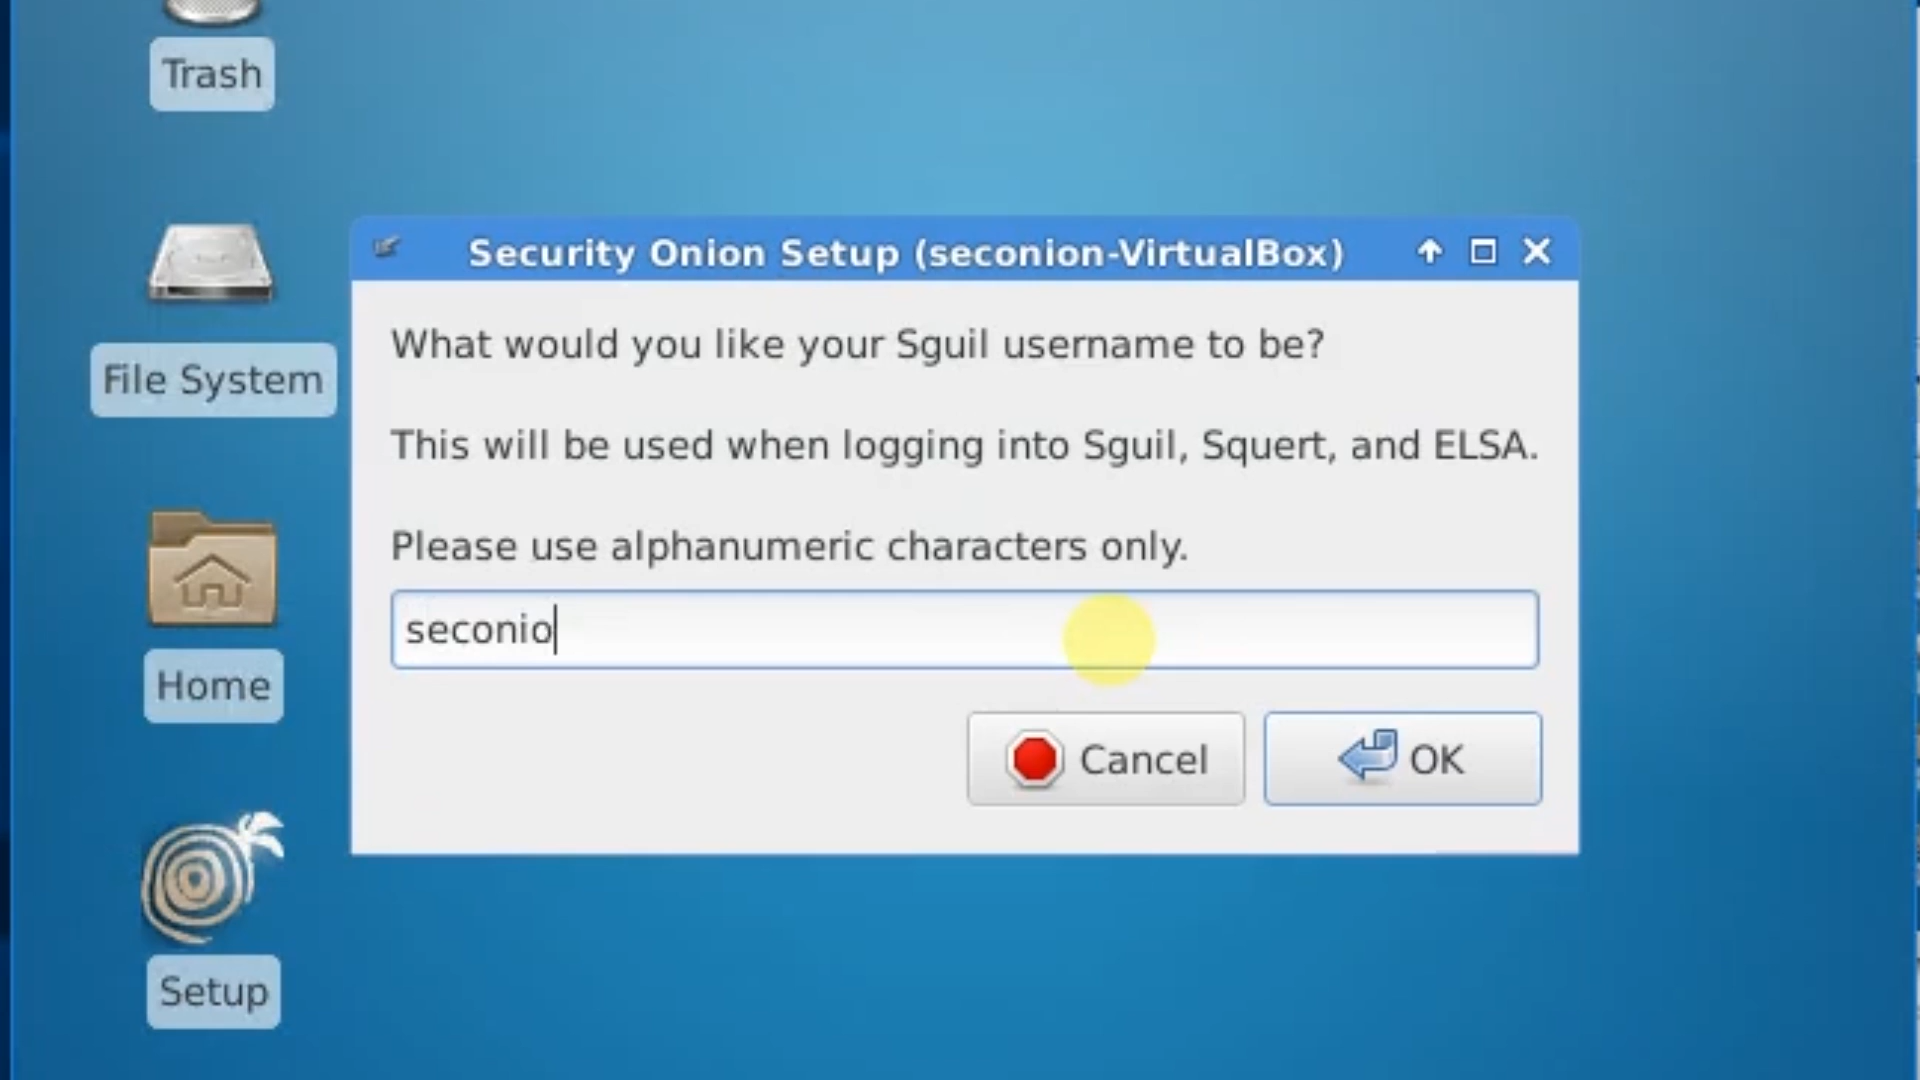 Trash
File System
Home
Setup
Security Onion Setup (seconion-VirtualBox)
What would you like your Sguil username to be?
This will be used when logging into Sguil, Squert, and ELSA.
Please use alphanumeric characters only.
seconio
Cancel
OK